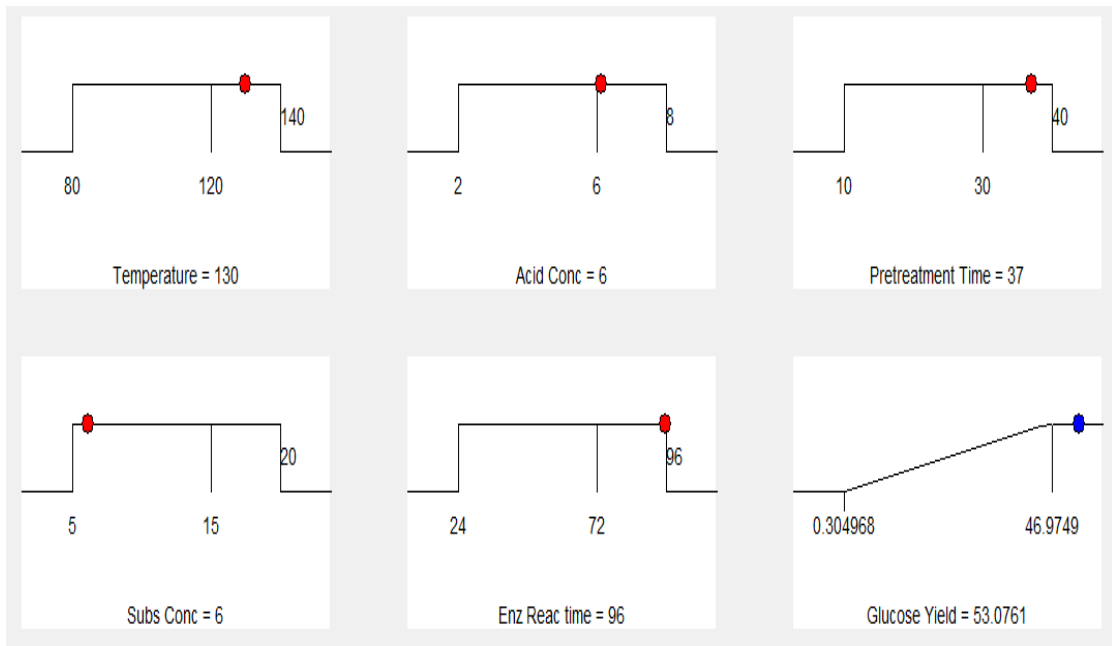 140
80 120
Temperature = 130
8
2 6
Acid Conc = 6
40
10 30
Pretreatment Time = 37
20
5 15
Subs Conc = 6
96
24 72
Enz Reac time = 96
0.304968 46.9749
Glucose Yield = 53.0761